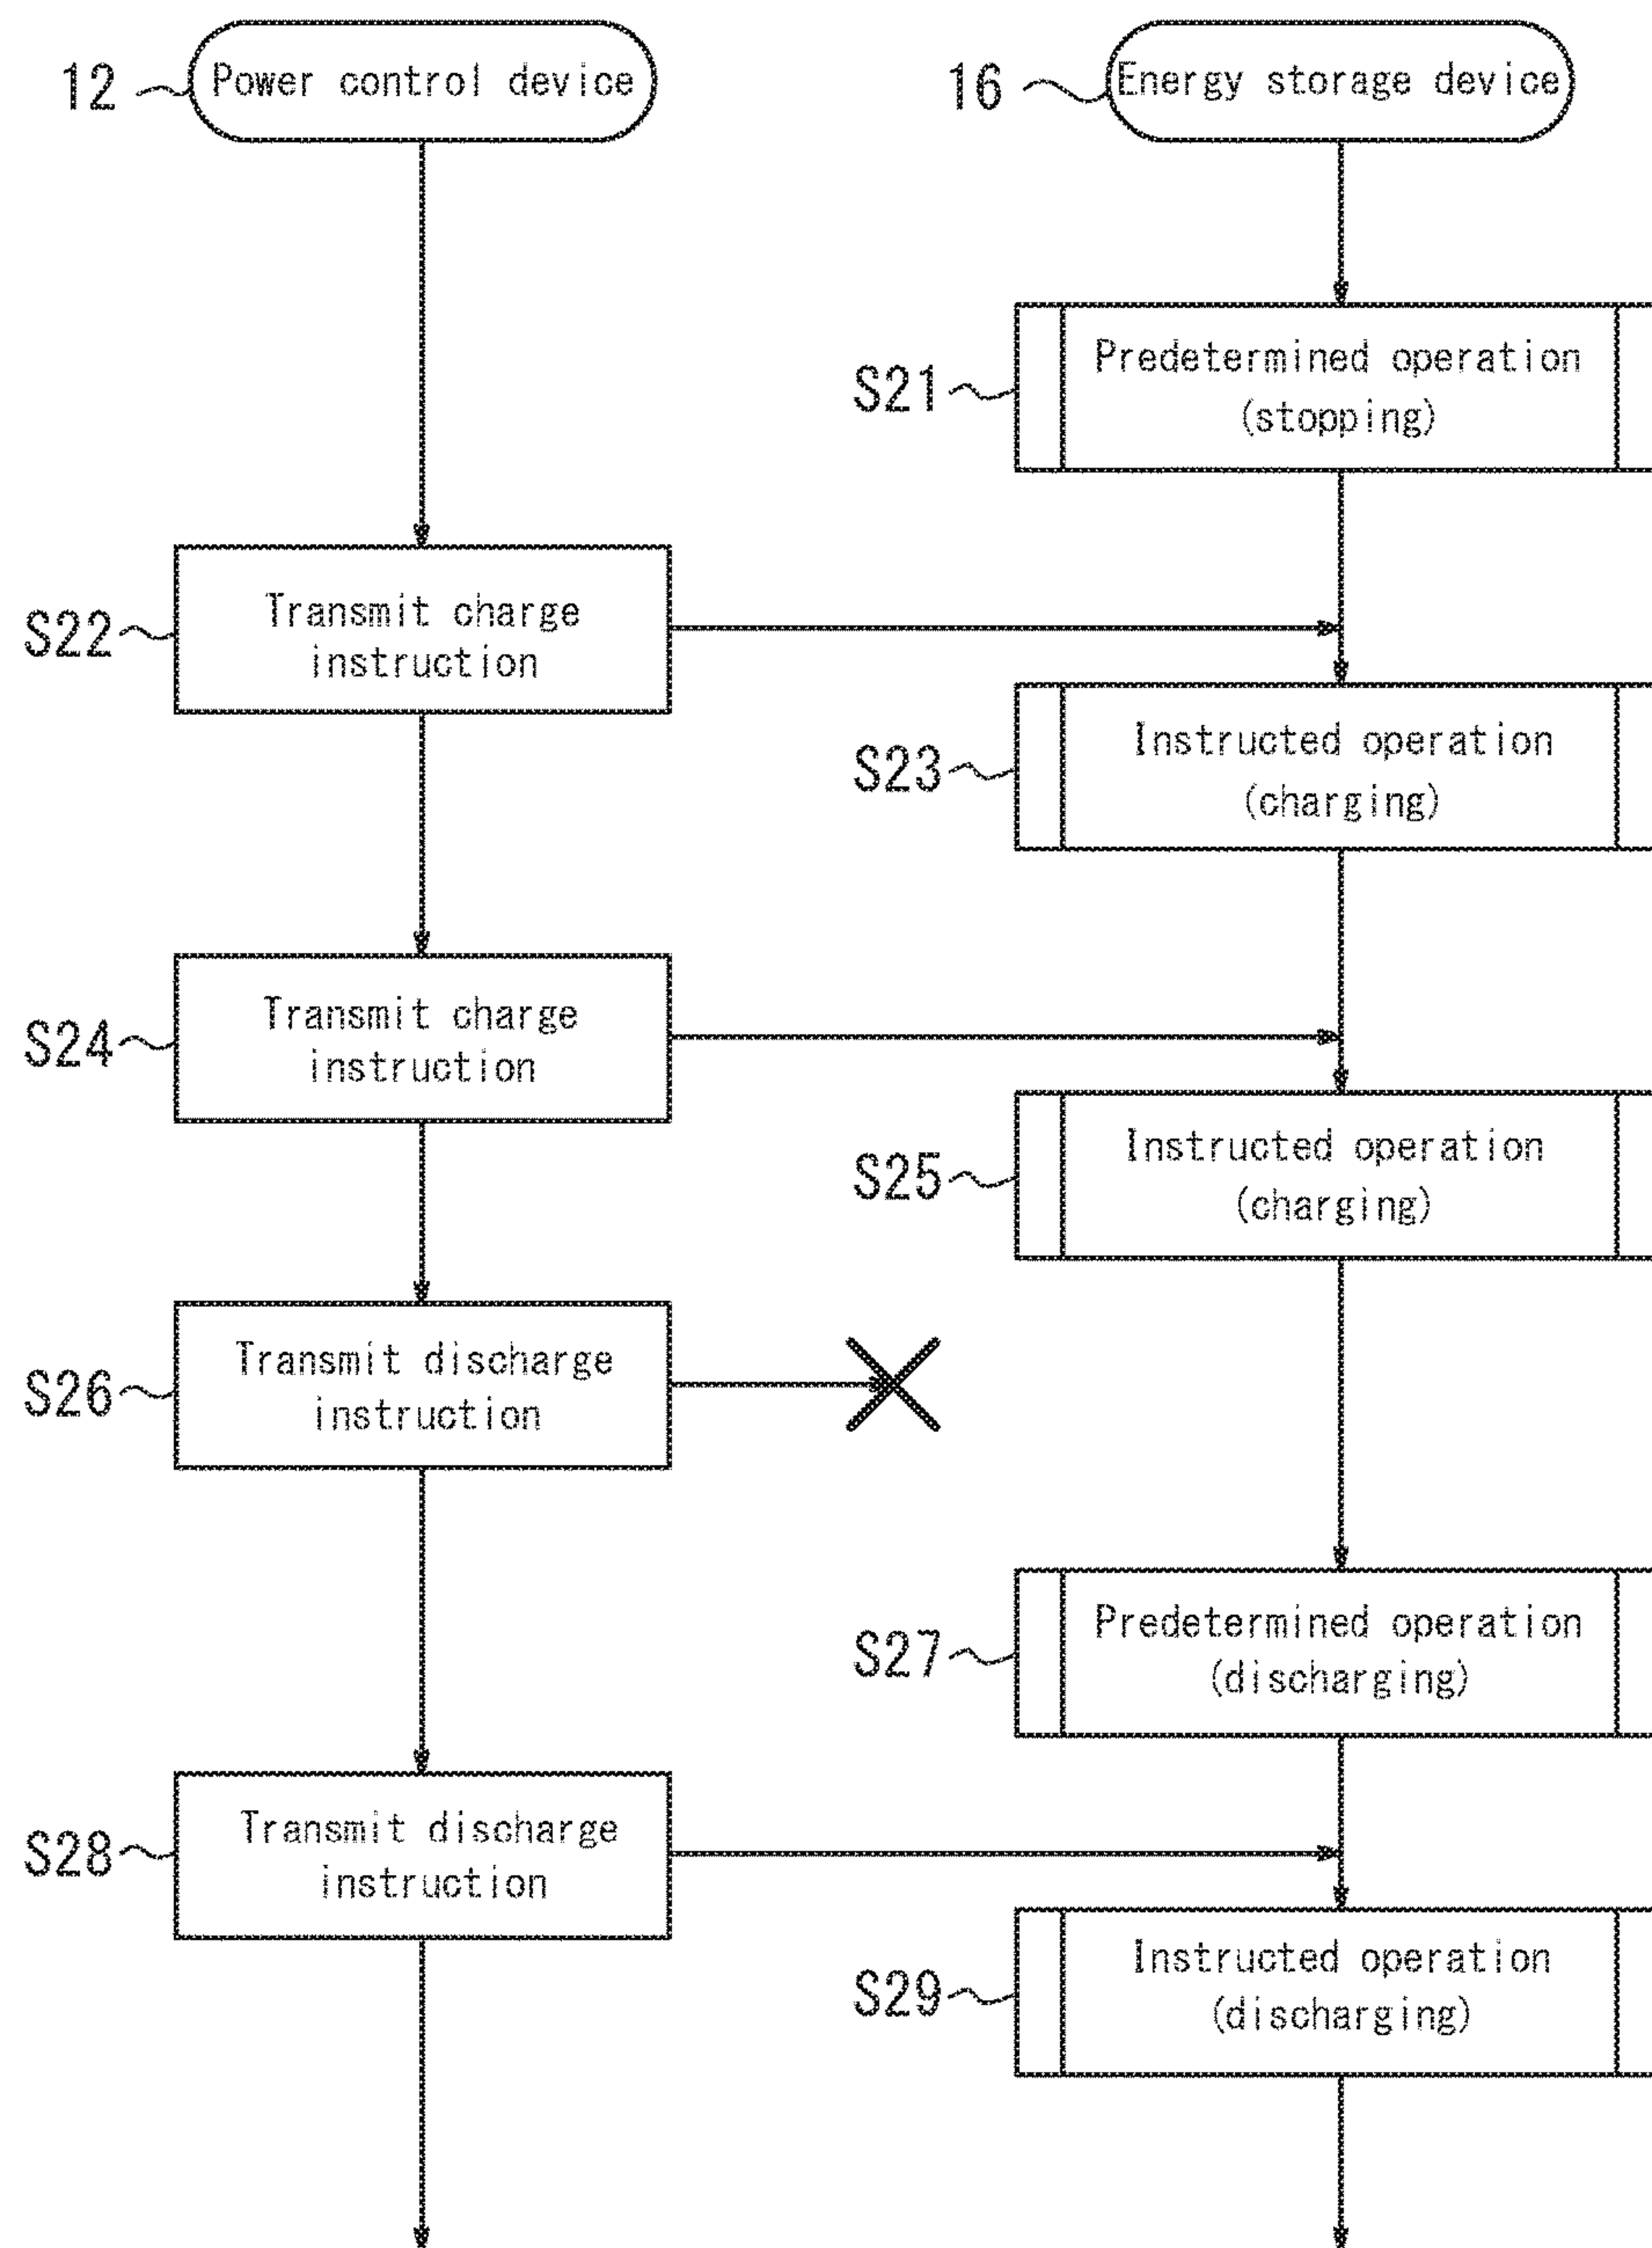 12
Power control device
16
Energy storage device
S21
Predetermined operation
(stopping)
S22
Transmit charge
instruction
S23
Instructed operation
(charging)
S24
Transmit charge
instruction
S25
Instructed operation
(charging)
S26
Transmit discharge
instruction
S27
Predetermined operation
(discharging)
S28
Transmit discharge
instruction
S29
Instructed operation
(discharging)